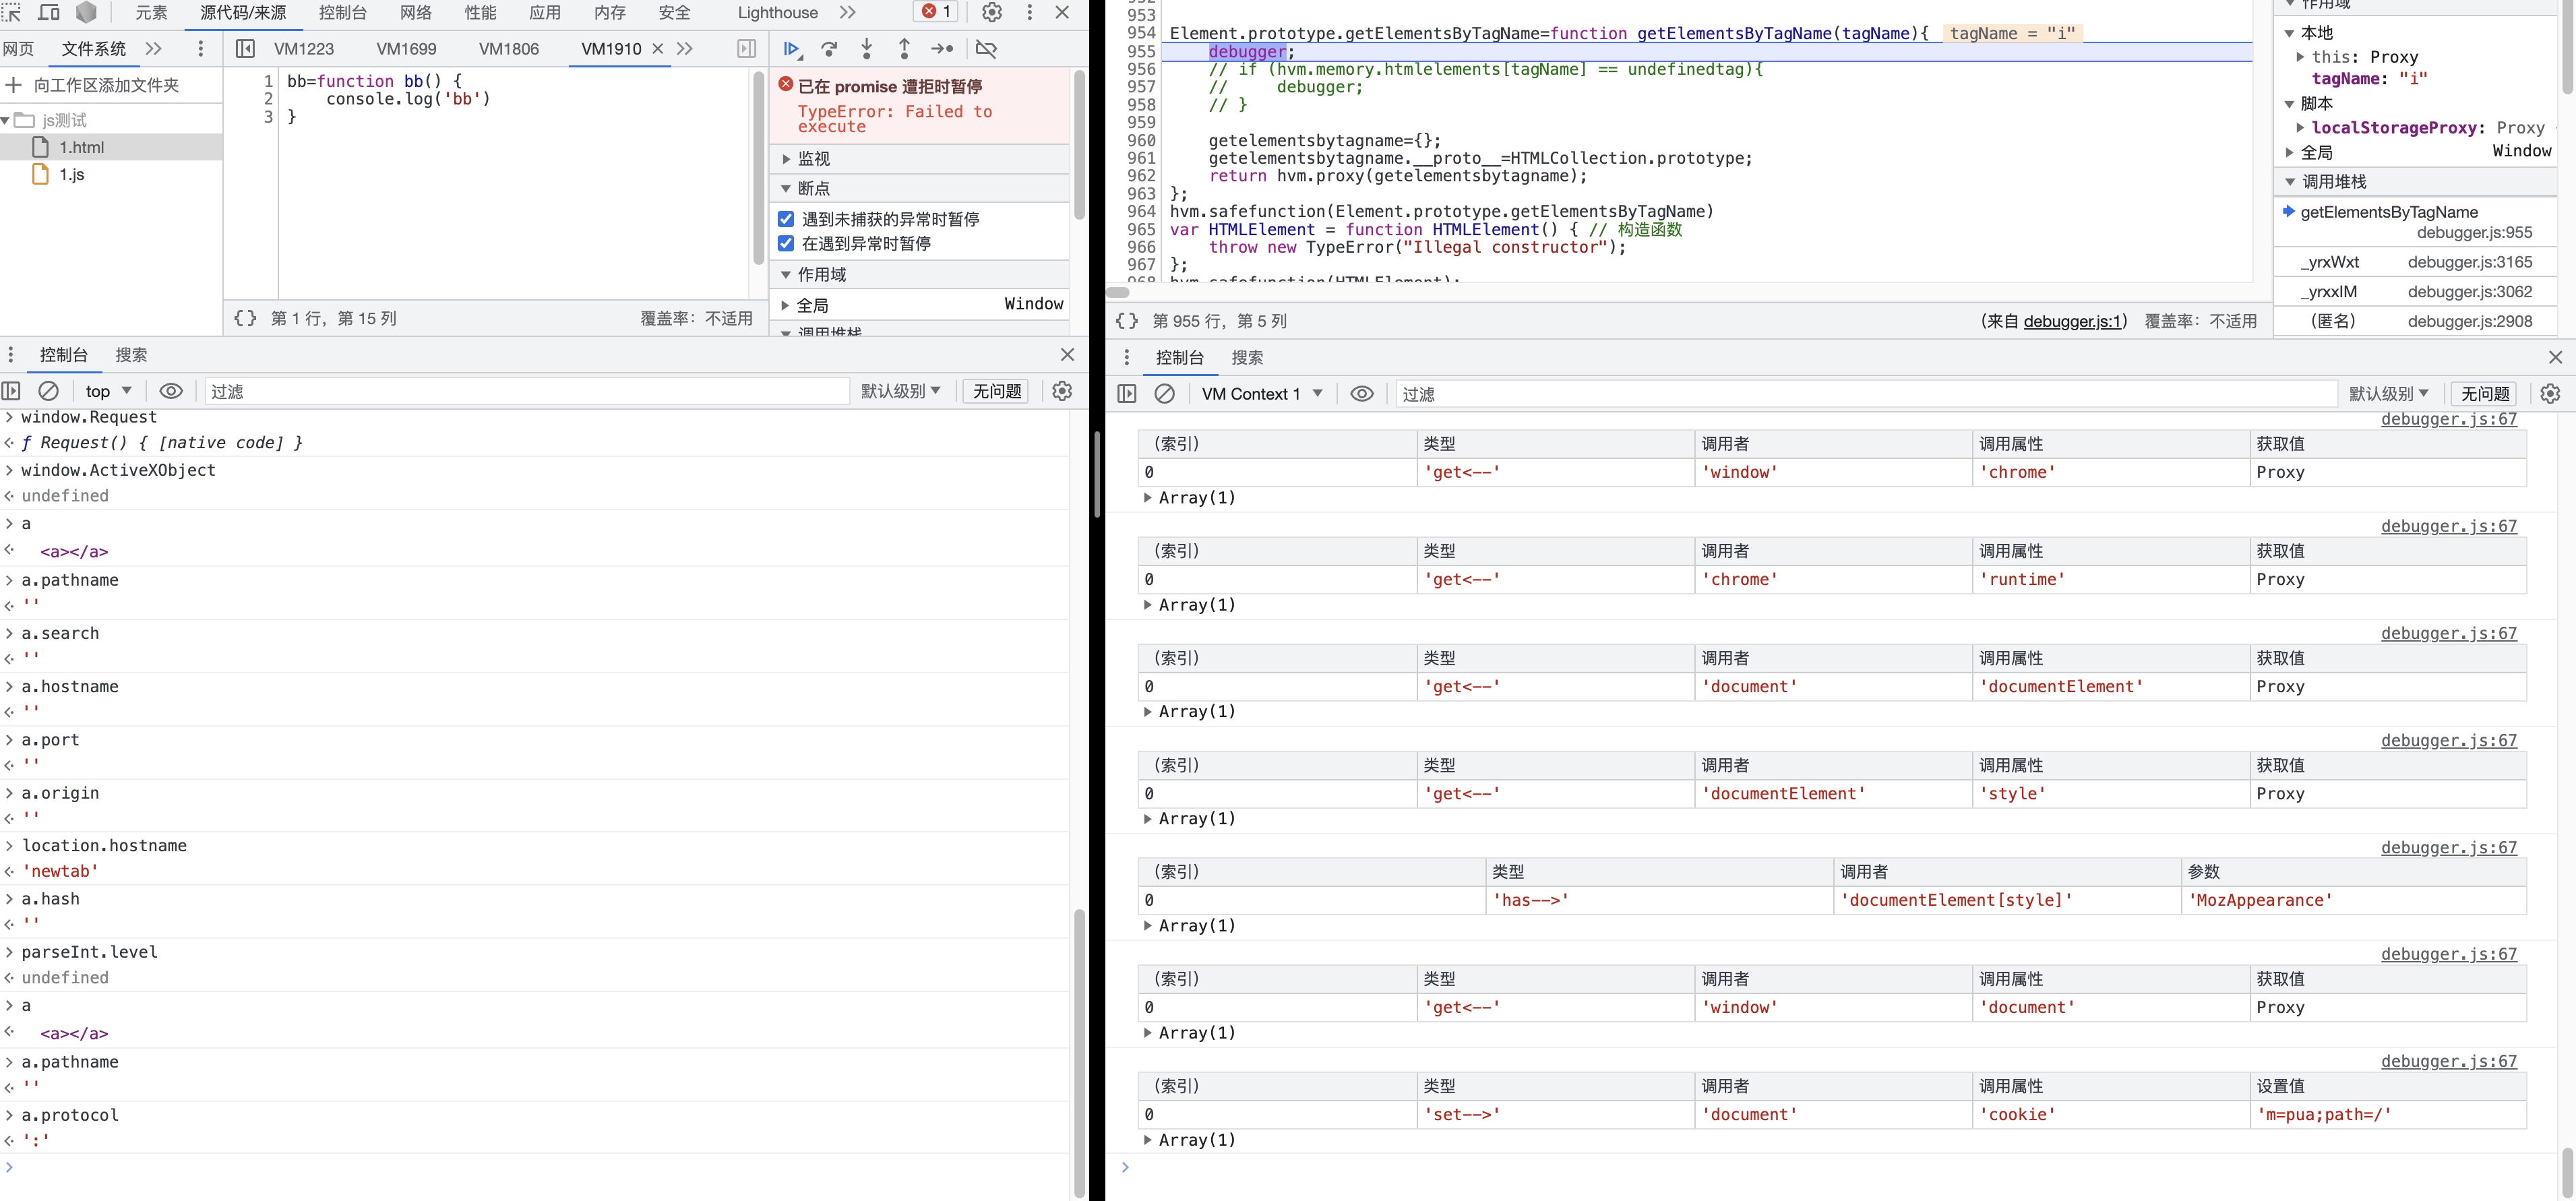 元素 源代码/来源 控制台 网络 性能 应用 内存 安全 Lighthouse 1
网页 文件系统 VM1223 VM1699 VM1806 VM1910
向工作区添加文件夹
js测试
1.html
1.js
1 bb=function bb() {
2 console.log('bb')
3 }
{} 第 1 行，第 15 列 覆盖率：不适用
已在 promise 遭拒时暂停
TypeError: Failed to
execute
监视
断点
遇到未捕获的异常时暂停
在遇到异常时暂停
作用域
全局 Window
调用堆栈
控制台 搜索
top 过滤 默认级别 无问题
window.Request
ƒ Request() { [native code] }
window.ActiveXObject
undefined
a
<a></a>
a.pathname
''
a.search
''
a.hostname
''
a.port
''
a.origin
''
location.hostname
'newtab'
a.hash
''
parseInt.level
undefined
a
<a></a>
a.pathname
''
a.protocol
':'
953
954 Element.prototype.getElementsByTagName=function getElementsByTagName(tagName){ tagName = "i"
955 debugger;
956 // if (hvm.memory.htmlelements[tagName] == undefinedtag){
957 // debugger;
958 // }
959
960 getelementsbytagname={};
961 getelementsbytagname.__proto__=HTMLCollection.prototype;
962 return hvm.proxy(getelementsbytagname);
963 };
964 hvm.safefunction(Element.prototype.getElementsByTagName)
965 var HTMLElement = function HTMLElement() { // 构造函数
966 throw new TypeError("Illegal constructor");
967 };
968 hvm.safefunction(HTMLElement);
{} 第 955 行，第 5 列 (来自 debugger.js:1) 覆盖率：不适用
作用域
本地
this: Proxy
tagName: "i"
脚本
localStorageProxy: Proxy
全局 Window
调用堆栈
getElementsByTagName
debugger.js:955
_yrxWxt debugger.js:3165
_yrxxIM debugger.js:3062
(匿名) debugger.js:2908
控制台 搜索
VM Context 1 过滤 默认级别 无问题
debugger.js:67
(索引) 类型 调用者 调用属性 获取值
0 'get<--' 'window' 'chrome' Proxy
Array(1)
debugger.js:67
(索引) 类型 调用者 调用属性 获取值
0 'get<--' 'chrome' 'runtime' Proxy
Array(1)
debugger.js:67
(索引) 类型 调用者 调用属性 获取值
0 'get<--' 'document' 'documentElement' Proxy
Array(1)
debugger.js:67
(索引) 类型 调用者 调用属性 获取值
0 'get<--' 'documentElement' 'style' Proxy
Array(1)
debugger.js:67
(索引) 类型 调用者 参数
0 'has-->' 'documentElement[style]' 'MozAppearance'
Array(1)
debugger.js:67
(索引) 类型 调用者 调用属性 获取值
0 'get<--' 'window' 'document' Proxy
Array(1)
debugger.js:67
(索引) 类型 调用者 调用属性 设置值
0 'set-->' 'document' 'cookie' 'm=pua;path=/'
Array(1)